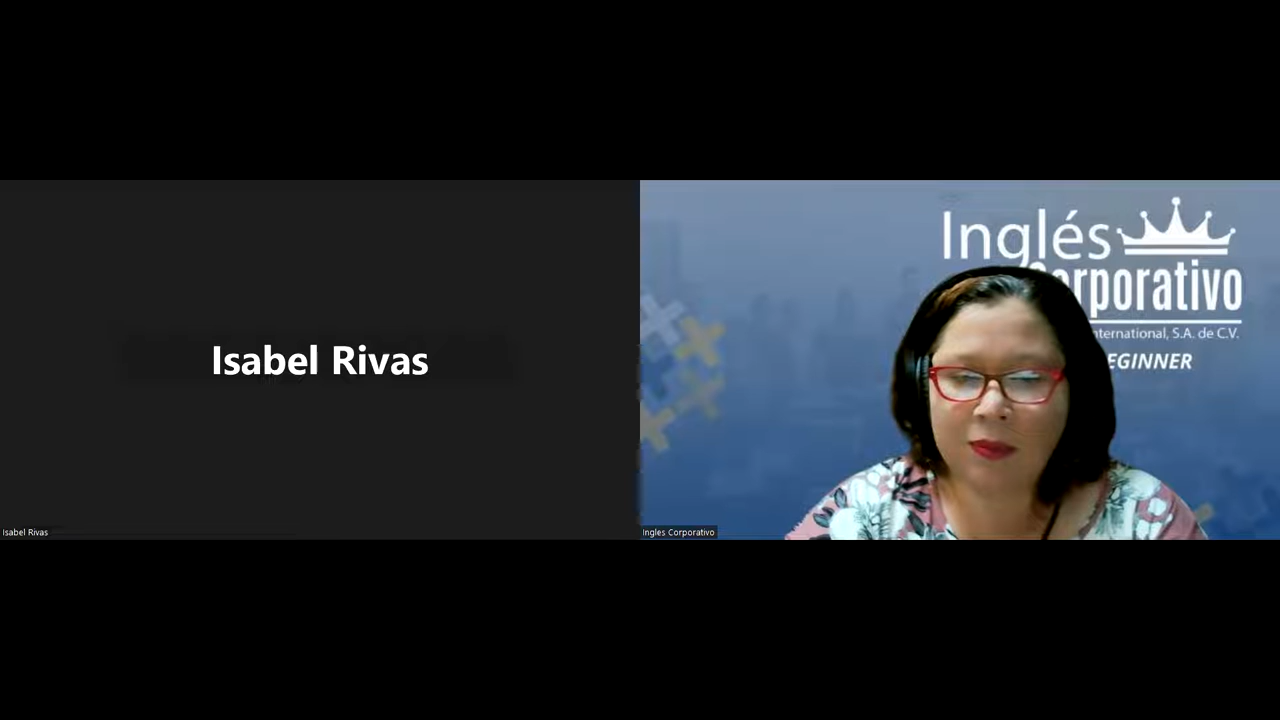 Isabel Rivas
Isabel Rivas
Inglés
Corporativo
International, S.A. de C.V.
EGINNER
Ingles Corporativo